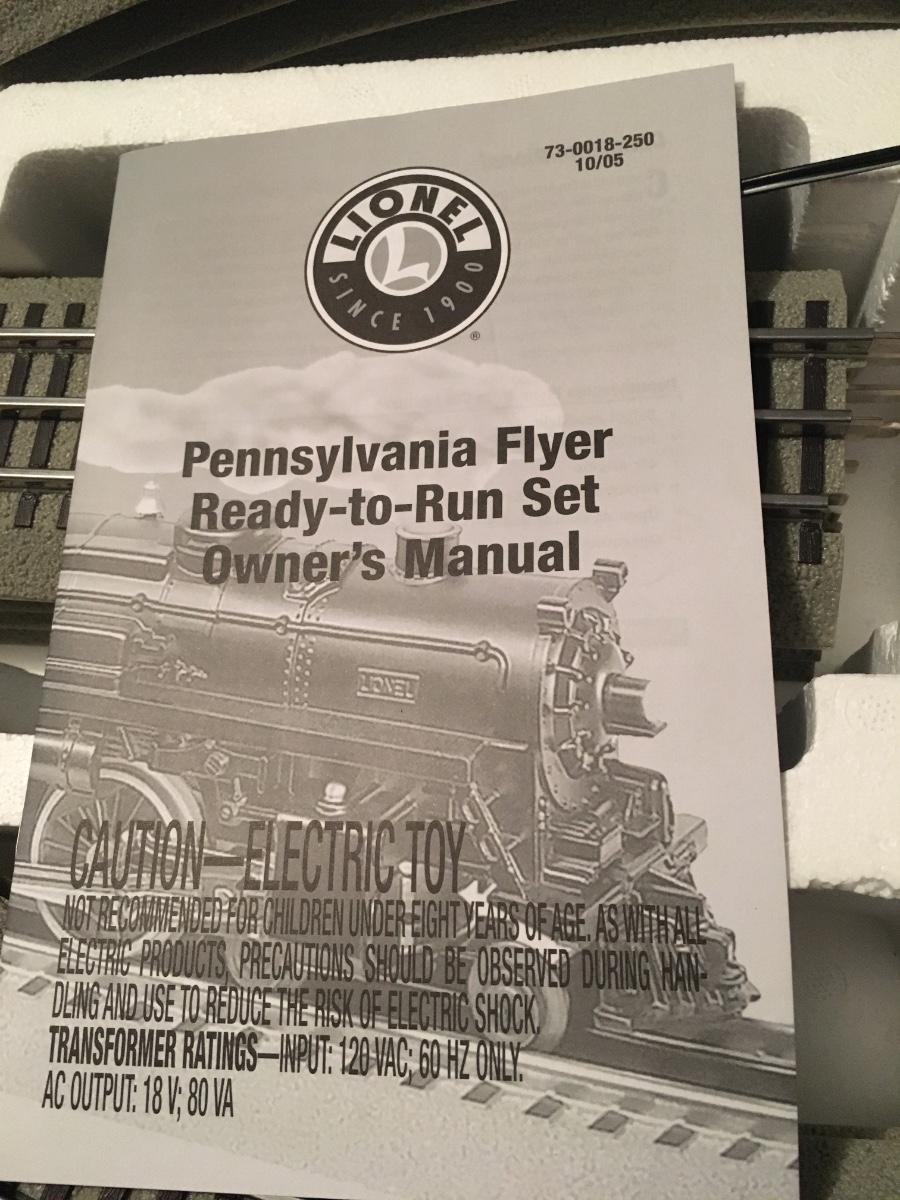 73-0018-250
10/05
LIONEL
L
SINCE 1900
®
Pennsylvania Flyer
Ready-to-Run Set
Owner's Manual
LIONEL
CAUTION—ELECTRIC TOY
NOT RECOMMENDED FOR CHILDREN UNDER EIGHT YEARS OF AGE. AS WITH ALL
ELECTRIC PRODUCTS, PRECAUTIONS SHOULD BE OBSERVED DURING HAN-
DLING AND USE TO REDUCE THE RISK OF ELECTRIC SHOCK.
TRANSFORMER RATINGS—INPUT: 120 VAC; 60 HZ ONLY.
AC OUTPUT: 18 V; 80 VA